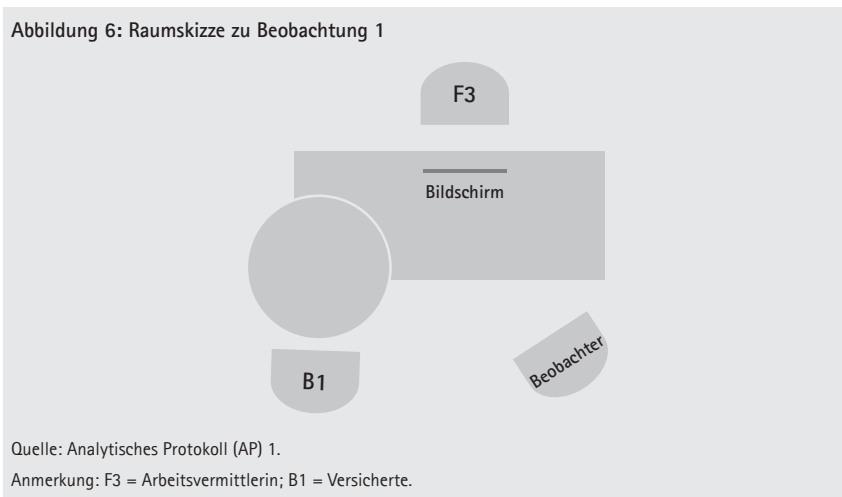 Abbildung 6: Raumskizze zu Beobachtung 1
F3
Bildschirm
B1
Beobachter
Quelle: Analytisches Protokoll (AP) 1.
Anmerkung: F3 = Arbeitsvermittlerin; B1 = Versicherte.